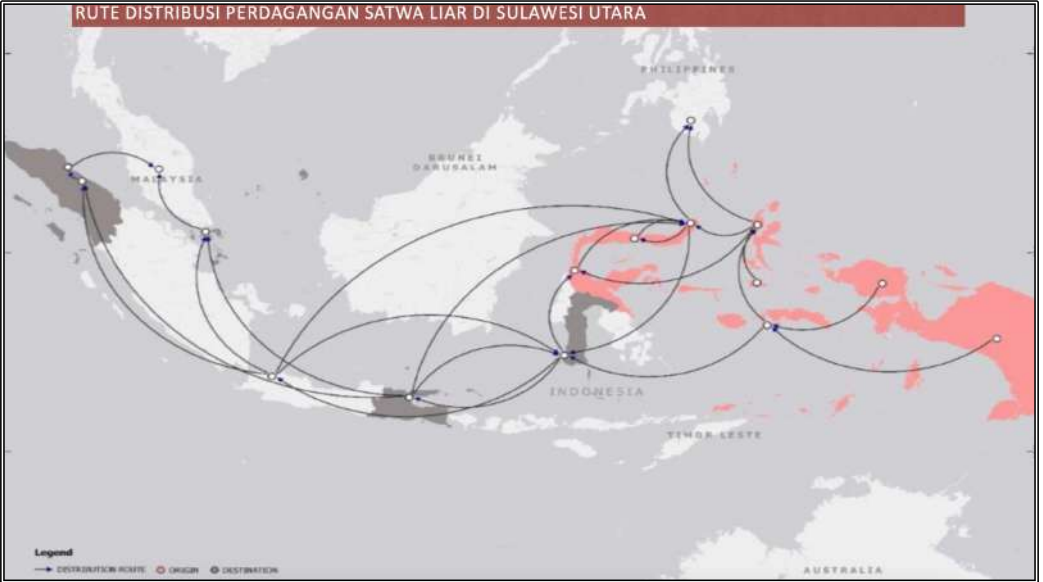 RUTE DISTRIBUSI PERDAGANGAN SATWA LIAR DI SULAWESI UTARA
PHILIPPINES
BRUNEI
DARUSALAM
MALAYSIA
INDONESIA
TIMOR LESTE
AUSTRALIA
Legend
DISTRIBUTION ROUTE ORIGIN DESTINATION